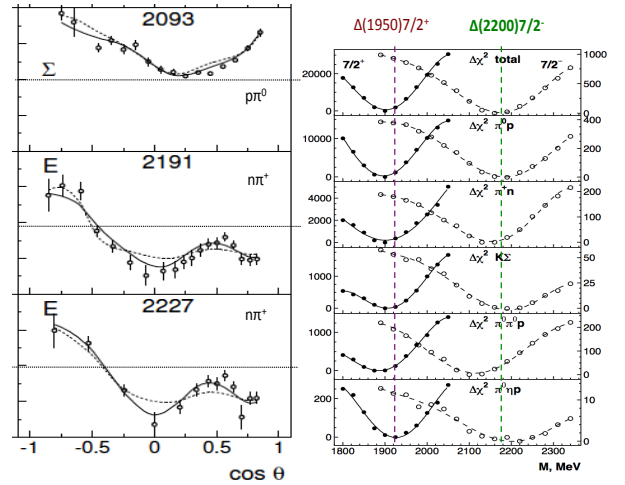 2093
Σ
pπ⁰
E
2191
nπ⁺
E
2227
nπ⁺
-1
-0.5
0
0.5
1
cos θ
Δ(1950)7/2⁺
Δ(2200)7/2⁻
7/2⁺
Δχ² total
7/2⁻
1000
500
0
20000
0
Δχ² π⁰p
400
200
0
10000
0
Δχ² π⁺n
200
100
0
4000
2000
0
Δχ² KΣ
50
25
0
1000
0
Δχ² π⁰π⁰p
200
100
0
1000
0
Δχ² π⁰ηp
10
0
200
0
1800
1900
2000
2100
2200
2300
M, MeV